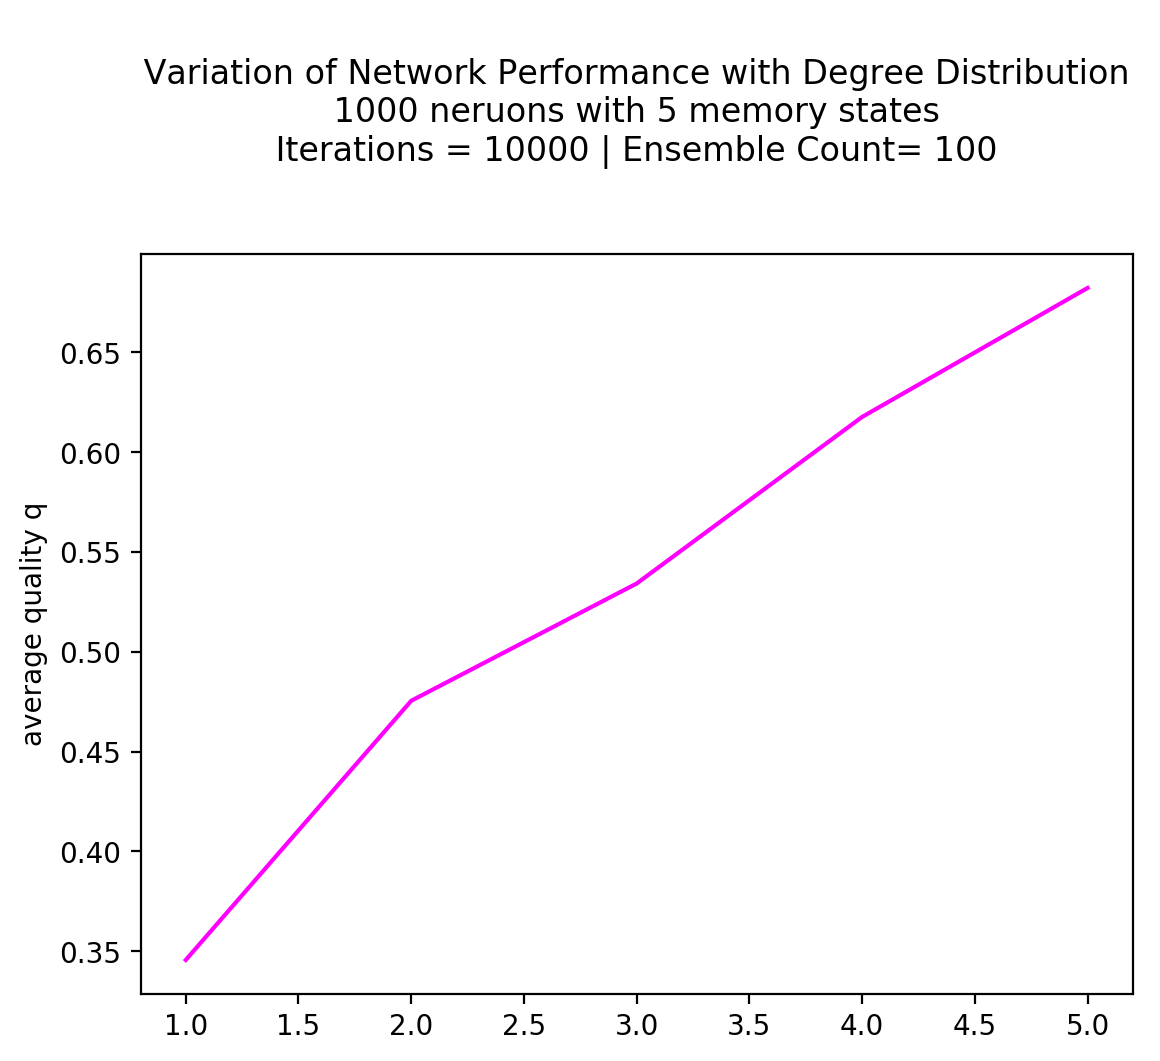 Variation of Network Performance with Degree Distribution
1000 neruons with 5 memory states
Iterations = 10000 | Ensemble Count= 100
0.65
0.60
0.55
0.50
0.45
0.40
0.35
average quality q
1.0 1.5 2.0 2.5 3.0 3.5 4.0 4.5 5.0